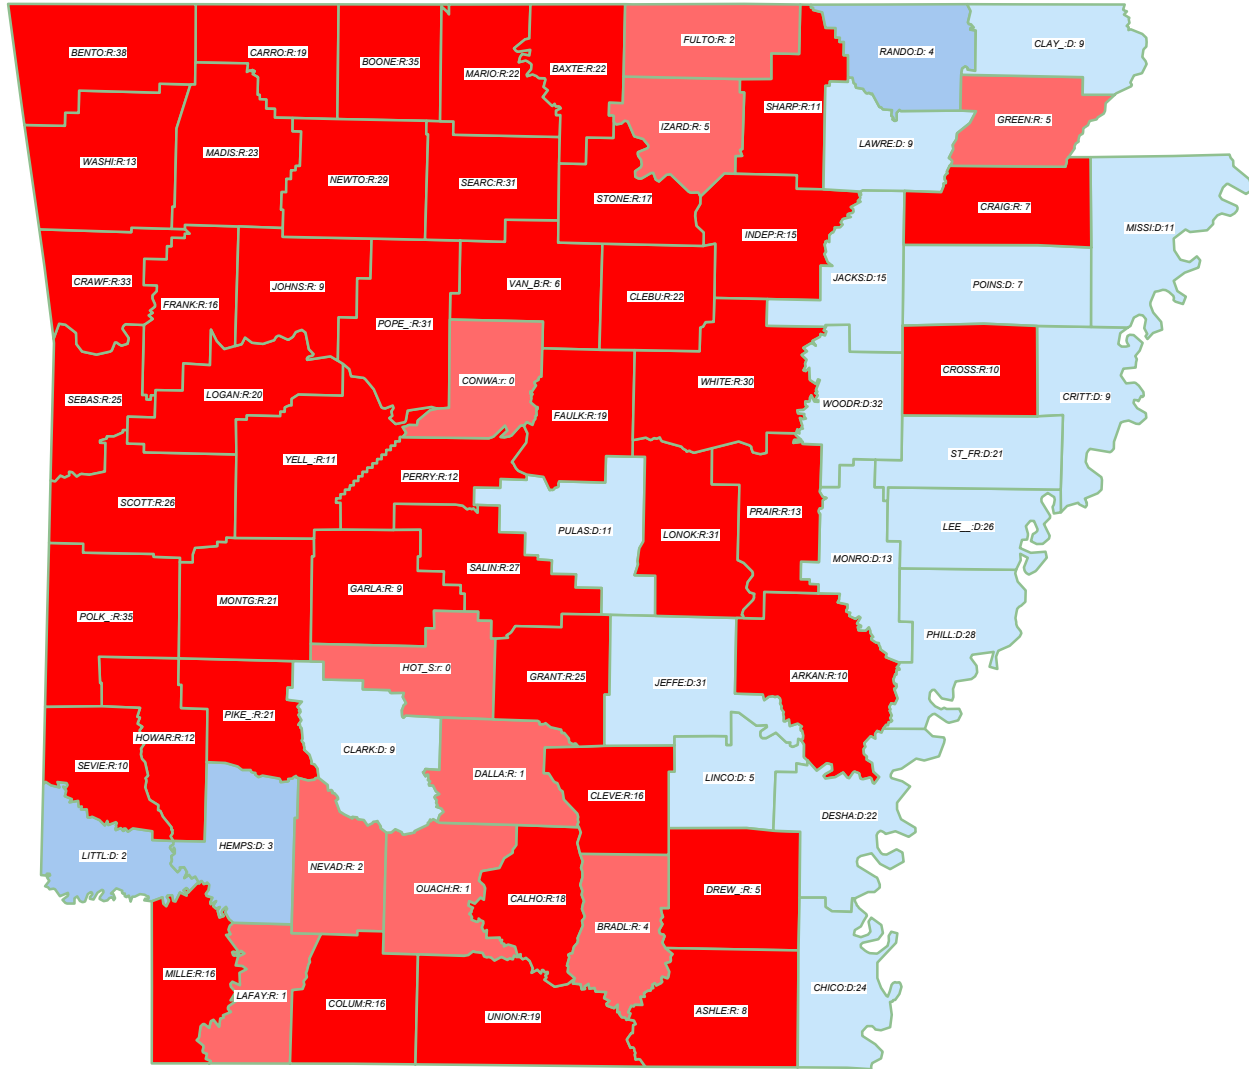 BENTO:R:38
CARRO:R:19
BOONE:R:35
MARIO:R:22
BAXTE:R:22
FULTO:R: 2
RANDO:D: 4
CLAY_:D: 9
SHARP:R:11
IZARD:R: 5
GREEN:R: 5
LAWRE:D: 9
WASHI:R:13
MADIS:R:23
NEWTO:R:29
SEARC:R:31
STONE:R:17
CRAIG:R: 7
MISSI:D:11
INDEP:R:15
CRAWF:R:33
FRANK:R:16
JOHNS:R: 9
VAN_B:R: 6
CLEBU:R:22
JACKS:D:15
POINS:D: 7
POPE_:R:31
CONWA:r: 0
WHITE:R:30
CROSS:R:10
SEBAS:R:25
LOGAN:R:20
FAULK:R:19
WOODR:D:32
CRITT:D: 9
YELL_:R:11
PERRY:R:12
ST_FR:D:21
SCOTT:R:26
PULAS:D:11
LONOK:R:31
PRAIR:R:13
LEE__:D:26
MONRO:D:13
SALIN:R:27
GARLA:R: 9
MONTG:R:21
POLK_:R:35
PHILL:D:28
HOT_S:r: 0
GRANT:R:25
JEFFE:D:31
ARKAN:R:10
PIKE_:R:21
HOWAR:R:12
CLARK:D: 9
SEVIE:R:10
DALLA:R: 1
LINCO:D: 5
CLEVE:R:16
DESHA:D:22
HEMPS:D: 3
LITTL:D: 2
NEVAD:R: 2
OUACH:R: 1
CALHO:R:18
DREW_:R: 5
BRADL:R: 4
MILLE:R:16
LAFAY:R: 1
COLUM:R:16
UNION:R:19
ASHLE:R: 8
CHICO:D:24